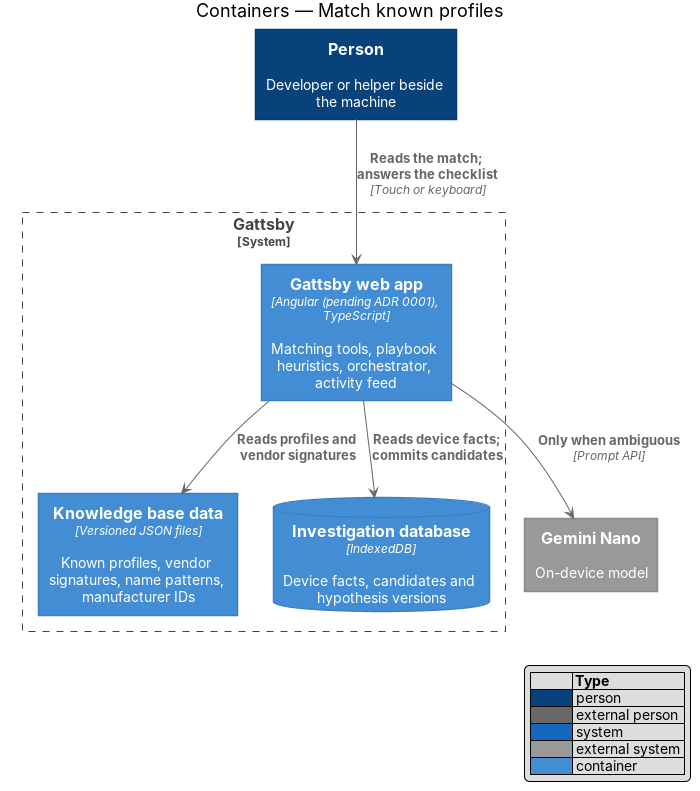 Containers — Match known profiles
Person
Developer or helper beside
the machine
Reads the match;
answers the checklist
[Touch or keyboard]
Gattsby
[System]
Gattsby web app
[Angular (pending ADR 0001),
TypeScript]
Matching tools, playbook
heuristics, orchestrator,
activity feed
Reads profiles and
vendor signatures
Reads device facts;
commits candidates
Only when ambiguous
[Prompt API]
Knowledge base data
[Versioned JSON files]
Known profiles, vendor
signatures, name patterns,
manufacturer IDs
Investigation database
[IndexedDB]
Device facts, candidates and
hypothesis versions
Gemini Nano
On-device model
Type
person
external person
system
external system
container